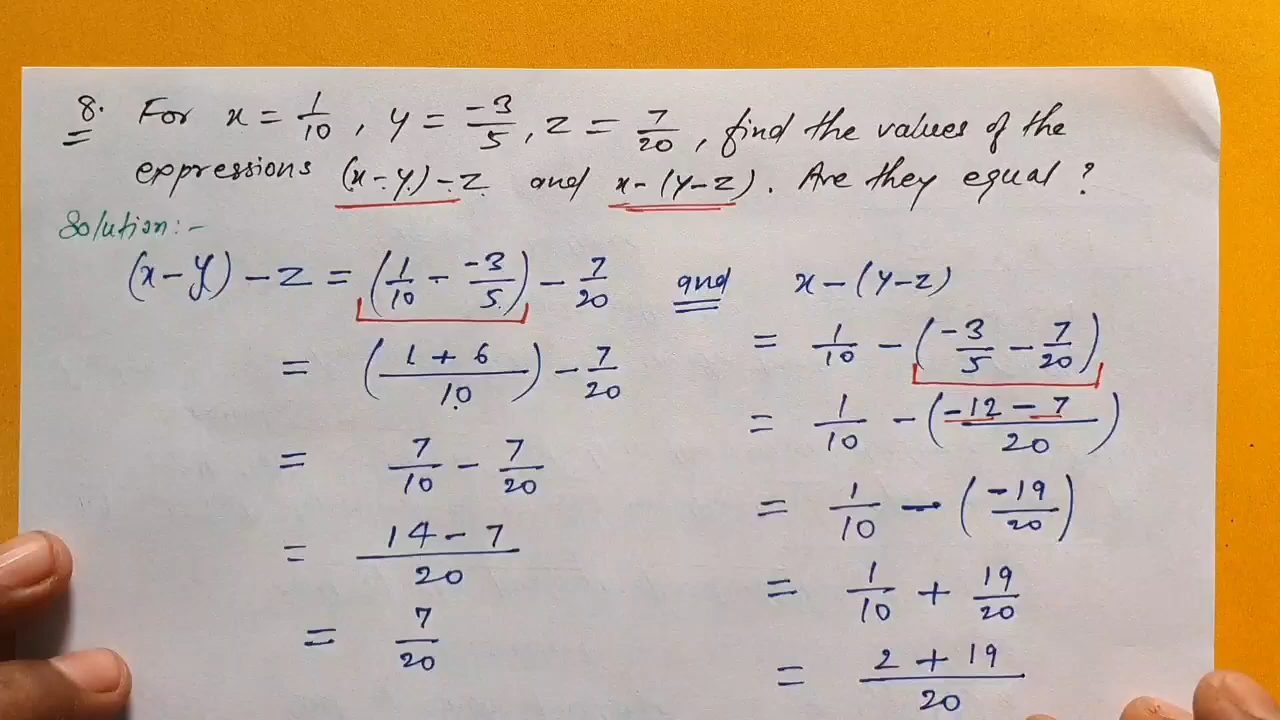 8. For x = 1/10, y = -3/5, z = 7/20, find the values of the
expressions (x-y)-z and x-(y-z). Are they equal?
Solution:-
(x-y)-z = (1/10 - -3/5) - 7/20 and x-(y-z)
= ((1+6)/10) - 7/20
= 7/10 - 7/20
= (14-7)/20
= 7/20
= 1/10 - (-3/5 - 7/20)
= 1/10 - ((-12-7)/20)
= 1/10 - (-19/20)
= 1/10 + 19/20
= (2+19)/20